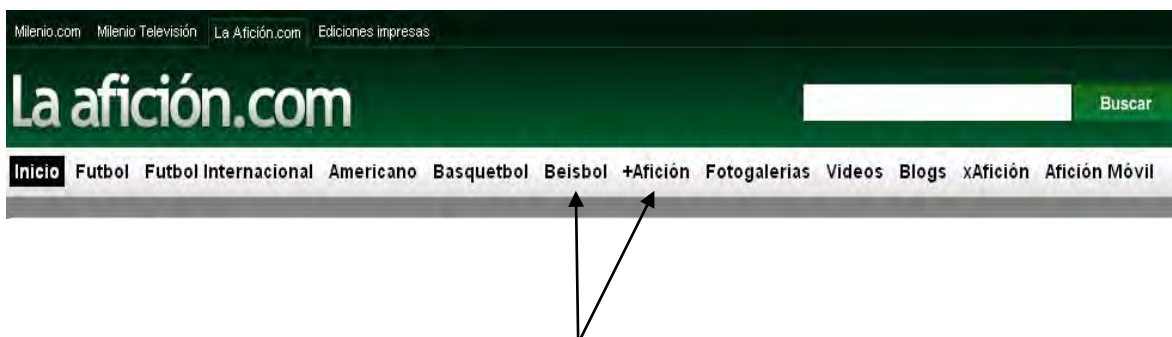 Milenio.com Milenio Televisión La Afición.com Ediciones impresas
La afición.com
Buscar
Inicio Futbol Futbol Internacional Americano Basquetbol Beisbol +Afición Fotogalerias Videos Blogs xAfición Afición Móvil